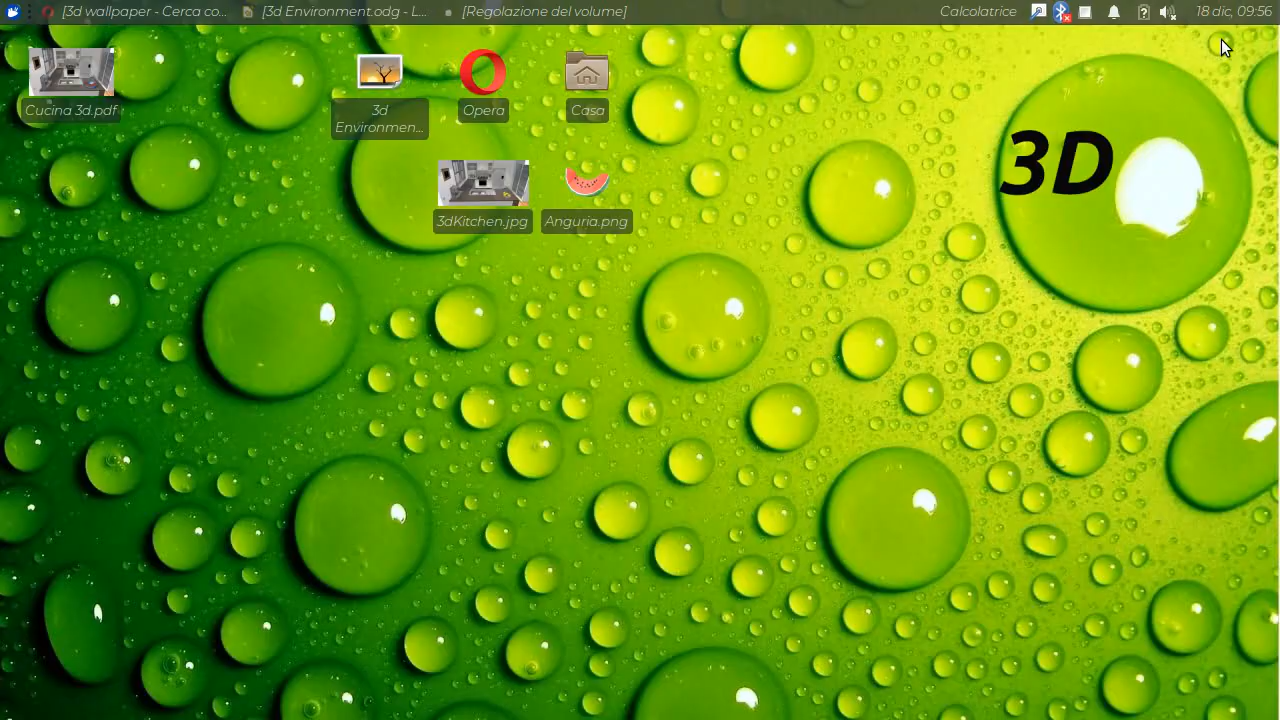 [3d wallpaper - Cerca co... [3d Environment.odg - L... [Regolazione del volume] Calcolatrice 18 dic, 09:56
Cucina 3d.pdf
3d
Environmen...
Opera
Casa
3D
3dKitchen.jpg
Anguria.png